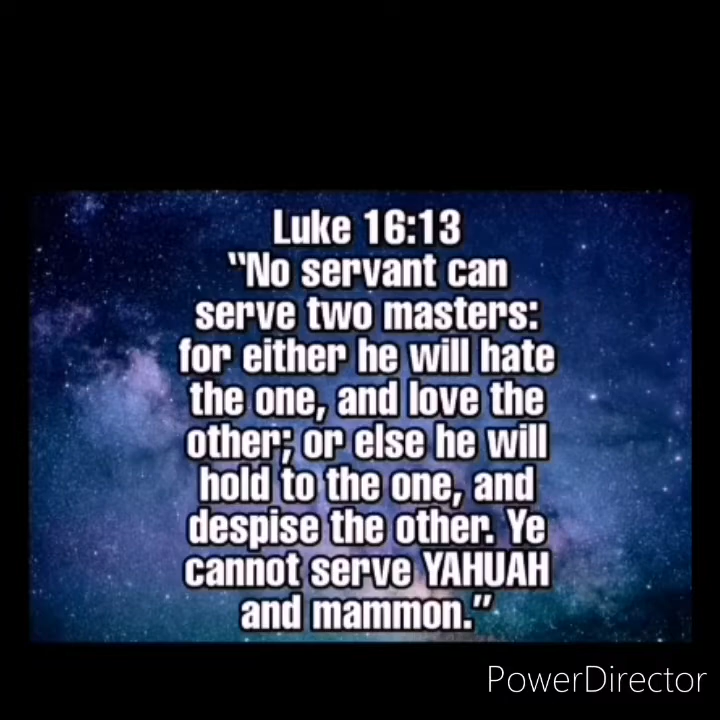 Luke 16:13
“No servant can
serve two masters:
for either he will hate
the one, and love the
other; or else he will
hold to the one, and
despise the other. Ye
cannot serve YAHUAH
and mammon.”
PowerDirector